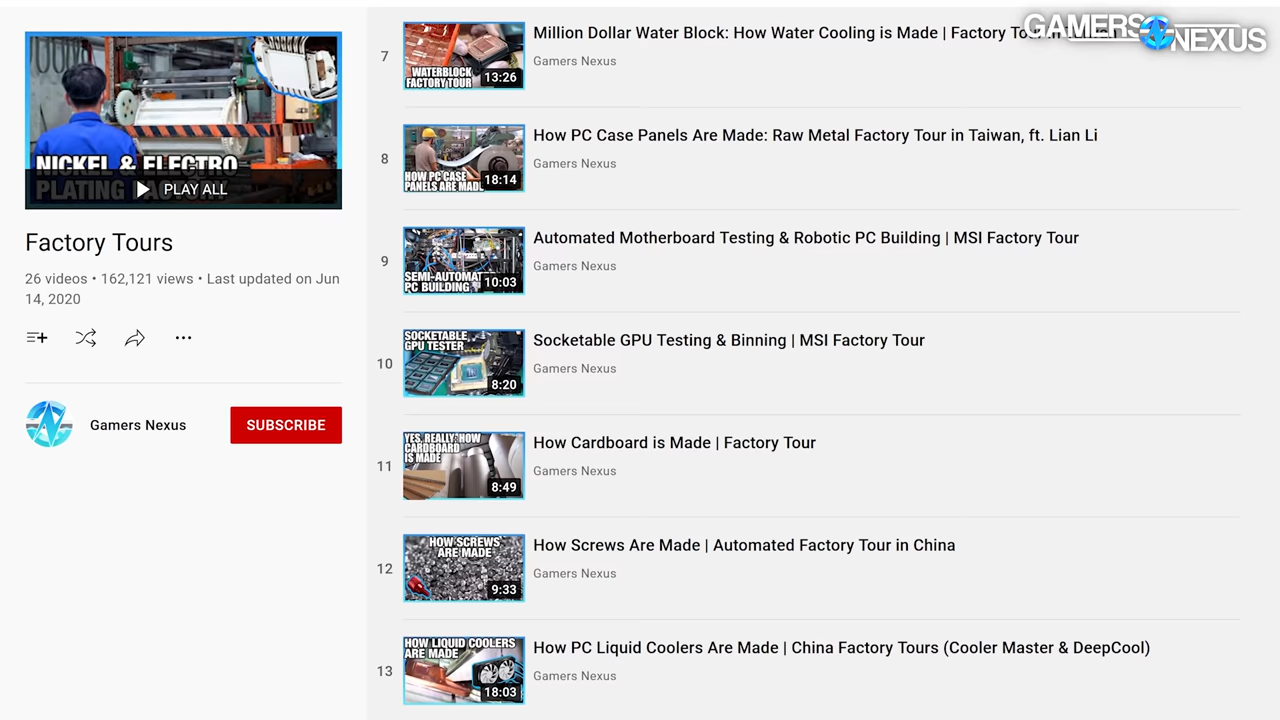 NICKEL & ELECTRO
PLATING FACTORY
PLAY ALL
Factory Tours
26 videos • 162,121 views • Last updated on Jun
14, 2020
Gamers Nexus
SUBSCRIBE
GAMERS
NEXUS
7
WATERBLOCK
FACTORY TOUR
13:26
Million Dollar Water Block: How Water Cooling is Made | Factory
Gamers Nexus
8
HOW PC CASE
PANELS ARE MADE
18:14
How PC Case Panels Are Made: Raw Metal Factory Tour in Taiwan, ft. Lian Li
Gamers Nexus
9
SEMI-AUTOMA
PC BUILDING
10:03
Automated Motherboard Testing & Robotic PC Building | MSI Factory Tour
Gamers Nexus
10
SOCKETABLE
GPU TESTER
8:20
Socketable GPU Testing & Binning | MSI Factory Tour
Gamers Nexus
11
YES, REALLY: HOW
CARDBOARD
IS MADE
8:49
How Cardboard is Made | Factory Tour
Gamers Nexus
12
HOW SCREWS
ARE MADE
9:33
How Screws Are Made | Automated Factory Tour in China
Gamers Nexus
13
HOW LIQUID COOLERS
ARE MADE
18:03
How PC Liquid Coolers Are Made | China Factory Tours (Cooler Master & DeepCool)
Gamers Nexus